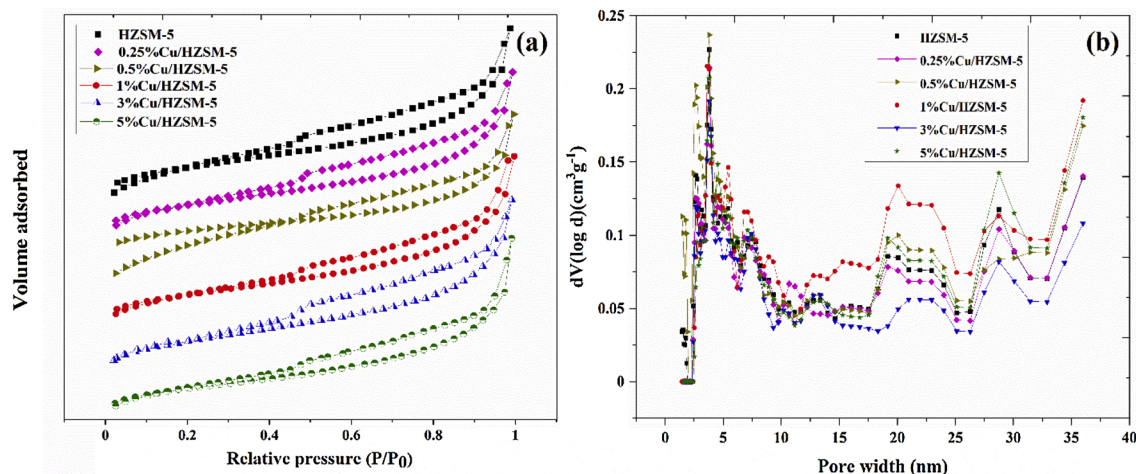 (a)
HZSM-5
0.25%Cu/HZSM-5
0.5%Cu/HZSM-5
1%Cu/HZSM-5
3%Cu/HZSM-5
5%Cu/HZSM-5
Volume adsorbed
0 0.2 0.4 0.6 0.8 1
Relative pressure (P/P0)
(b)
HZSM-5
0.25%Cu/HZSM-5
0.5%Cu/HZSM-5
1%Cu/HZSM-5
3%Cu/HZSM-5
5%Cu/HZSM-5
dV(log d)(cm³g⁻¹)
0.25
0.2
0.15
0.1
0.05
0
0 5 10 15 20 25 30 35 40
Pore width (nm)